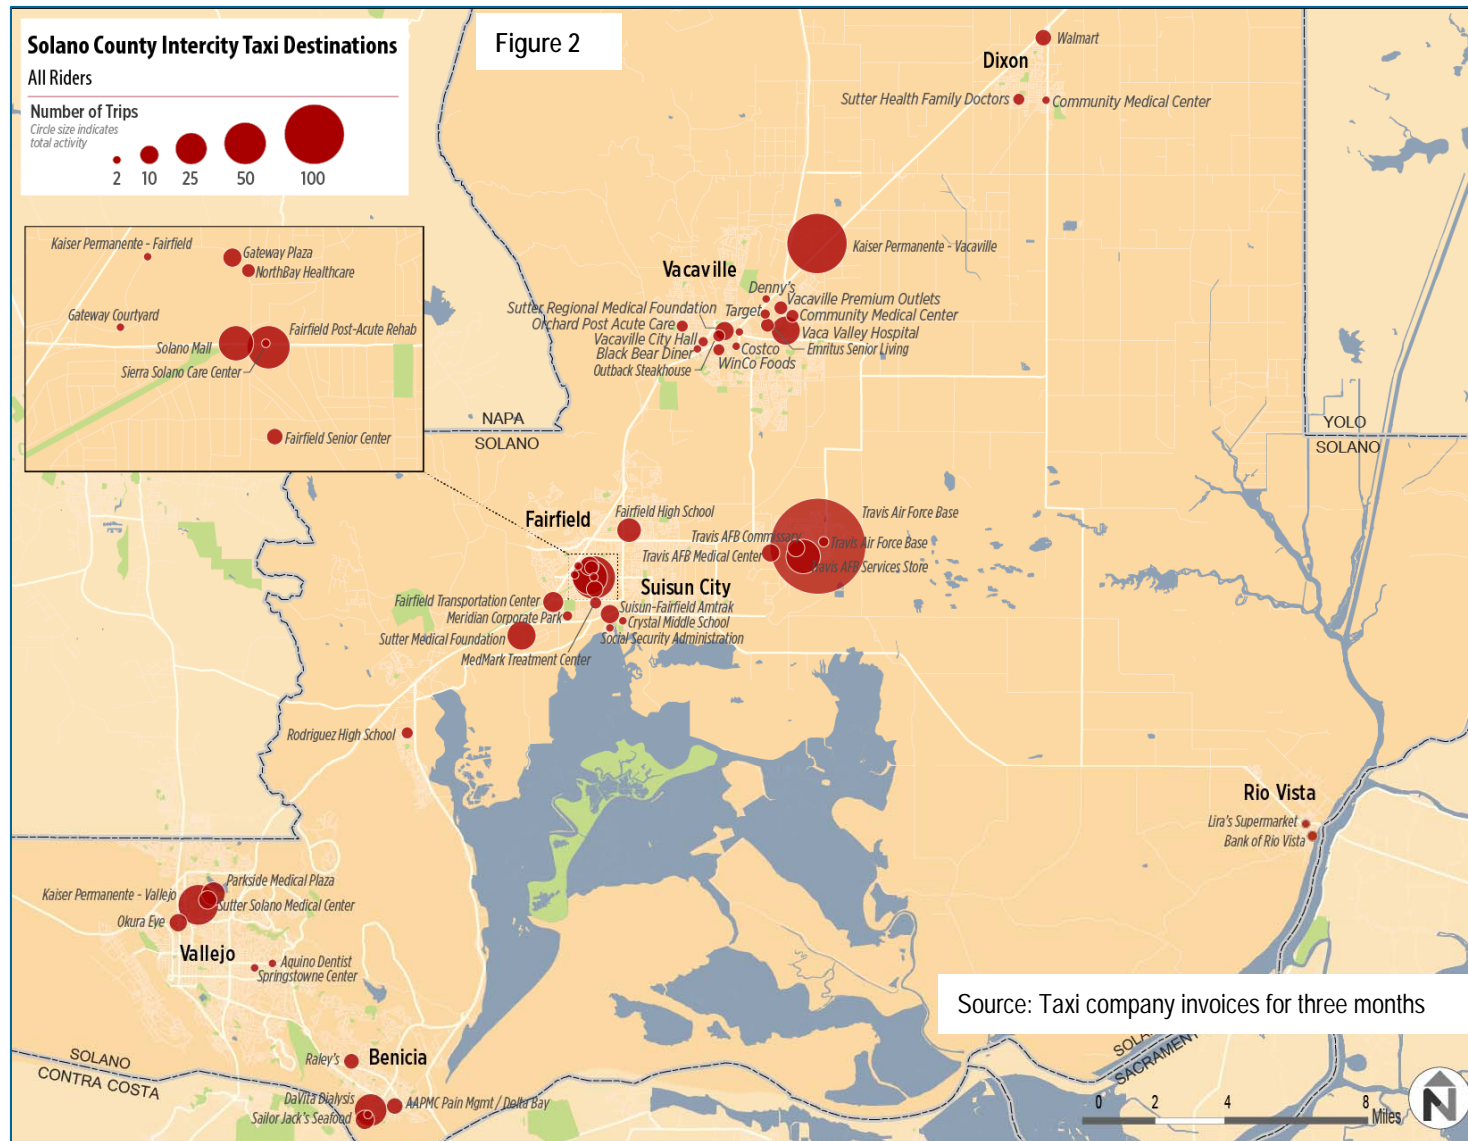 Solano County Intercity Taxi Destinations
All Riders
Number of Trips
Circle size indicates
total activity
2 10 25 50 100
Figure 2
Walmart
Dixon
Sutter Health Family Doctors
Community Medical Center
Kaiser Permanente - Fairfield
Gateway Plaza
NorthBay Healthcare
Gateway Courtyard
Fairfield Post-Acute Rehab
Solano Mall
Sierra Solano Care Center
Fairfield Senior Center
Kaiser Permanente - Vacaville
Vacaville
Denny's
Vacaville Premium Outlets
Sutter Regional Medical Foundation
Target
Community Medical Center
Orchard Post Acute Care
Vacaville City Hall
Vaca Valley Hospital
Black Bear Diner
Costco
Emritus Senior Living
Outback Steakhouse
WinCo Foods
NAPA
SOLANO
YOLO
SOLANO
Fairfield
Fairfield High School
Travis Air Force Base
Travis AFB Commissary
Travis Air Force Base
Travis AFB Medical Center
Travis AFB Services Store
Suisun City
Fairfield Transportation Center
Suisun-Fairfield Amtrak
Meridian Corporate Park
Crystal Middle School
Sutter Medical Foundation
Social Security Administration
MedMark Treatment Center
Rodriguez High School
Rio Vista
Lira's Supermarket
Bank of Rio Vista
Parkside Medical Plaza
Kaiser Permanente - Vallejo
Sutter Solano Medical Center
Okura Eye
Vallejo
Aquino Dentist
Springstowne Center
Source: Taxi company invoices for three months
SOLANO
CONTRA COSTA
Raley's
Benicia
DaVita Dialysis
AAPMC Pain Mgmt / Delta Bay
Sailor Jack's Seafood
SACRAMENT
0 2 4 8
Miles
N